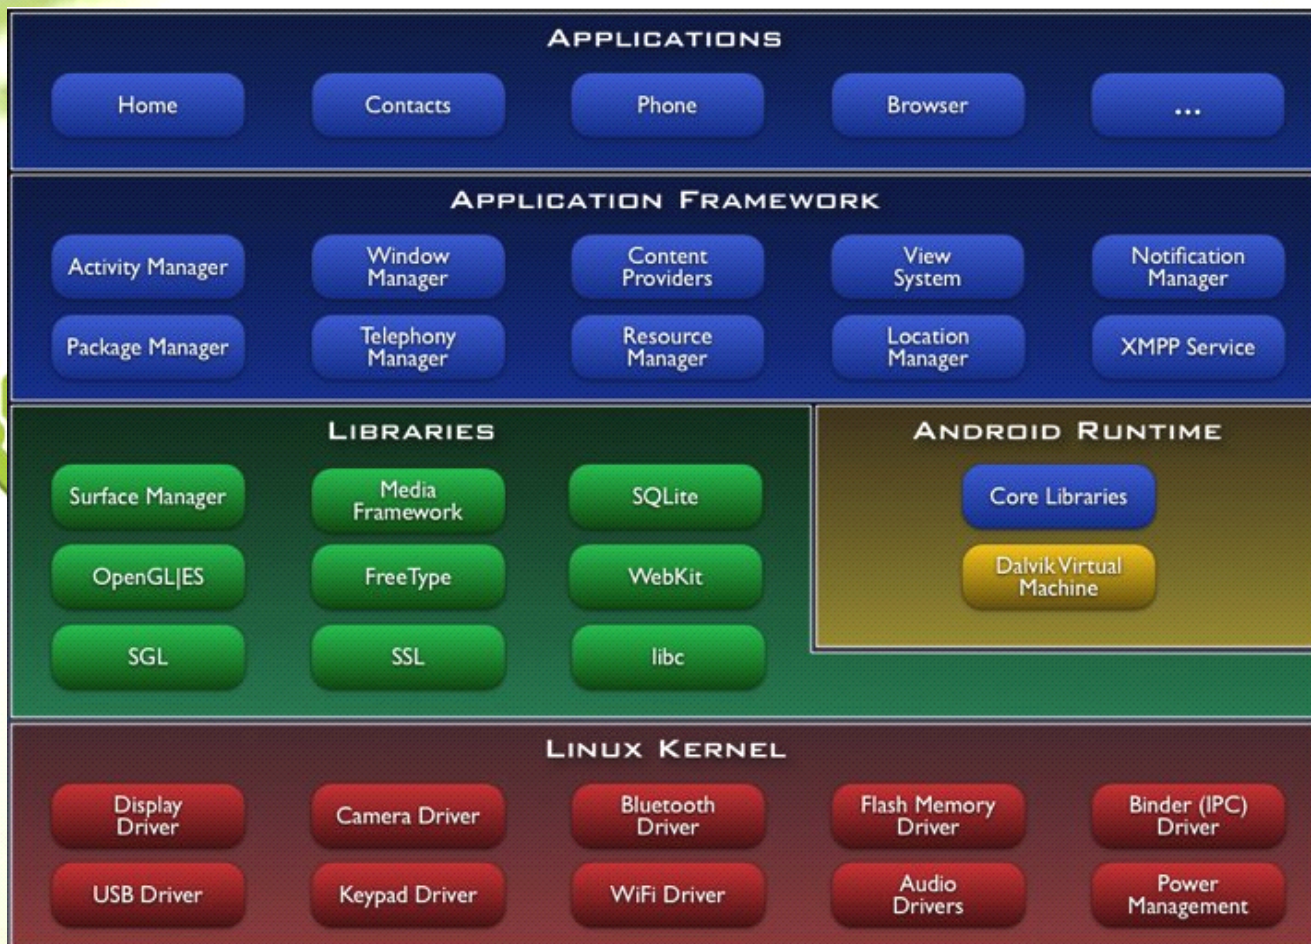 APPLICATIONS
Home
Contacts
Phone
Browser
...
APPLICATION FRAMEWORK
Activity Manager
Window
Manager
Content
Providers
View
System
Notification
Manager
Package Manager
Telephony
Manager
Resource
Manager
Location
Manager
XMPP Service
LIBRARIES
Surface Manager
Media
Framework
SQLite
OpenGL|ES
FreeType
WebKit
SGL
SSL
libc
ANDROID RUNTIME
Core Libraries
Dalvik Virtual
Machine
LINUX KERNEL
Display
Driver
Camera Driver
Bluetooth
Driver
Flash Memory
Driver
Binder (IPC)
Driver
USB Driver
Keypad Driver
WiFi Driver
Audio
Drivers
Power
Management